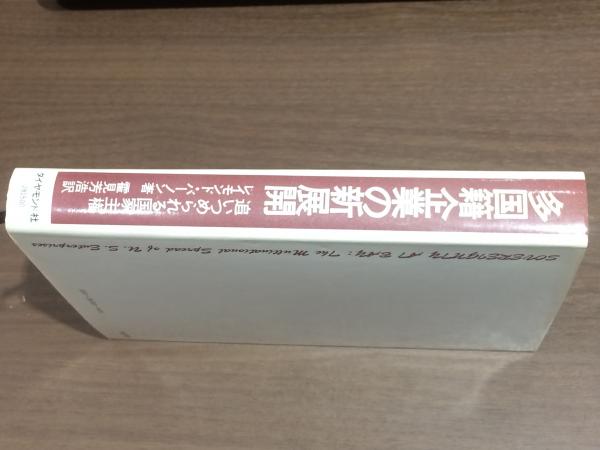 多国籍企業の新展開
追いつめられる国家主権
レイモンド・バーノン著
霍見芳浩訳
ダイヤモンド社
SOVEREIGNTY AT BAY: The Multinational Spread of U. S. Enterprises